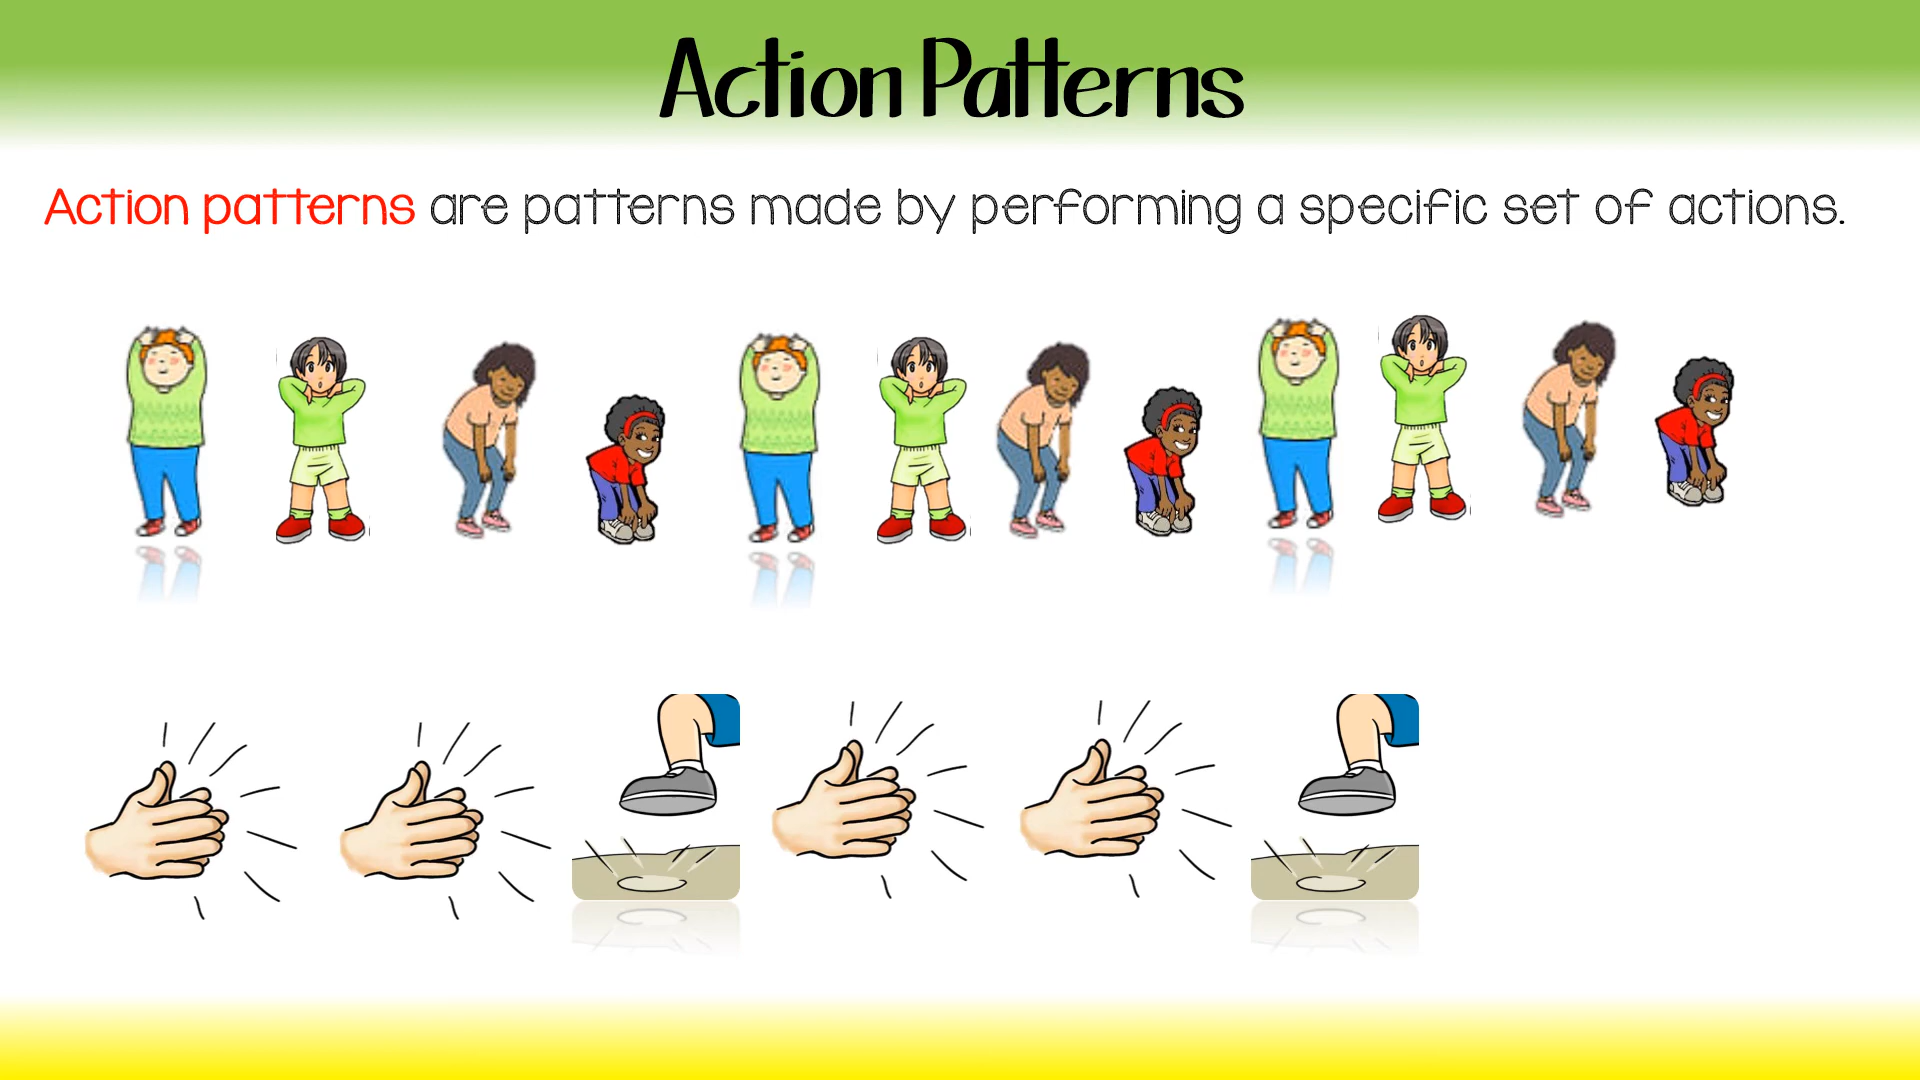 Action Patterns
Action patterns are patterns made by performing a specific set of actions.